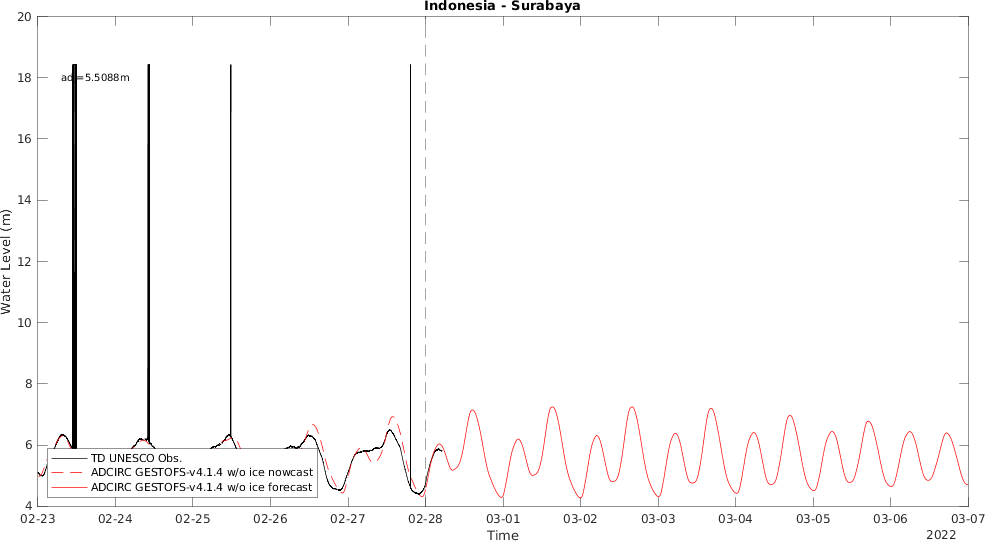 Indonesia - Surabaya
20
18
16
14
12
10
8
6
4
Water Level (m)
=5.5088m
TD UNESCO Obs.
ADCIRC GESTOFS-v4.1.4 w/o ice nowcast
ADCIRC GESTOFS-v4.1.4 w/o ice forecast
02-23 02-24 02-25 02-26 02-27 02-28 03-01 03-02 03-03 03-04 03-05 03-06 03-07
Time
2022